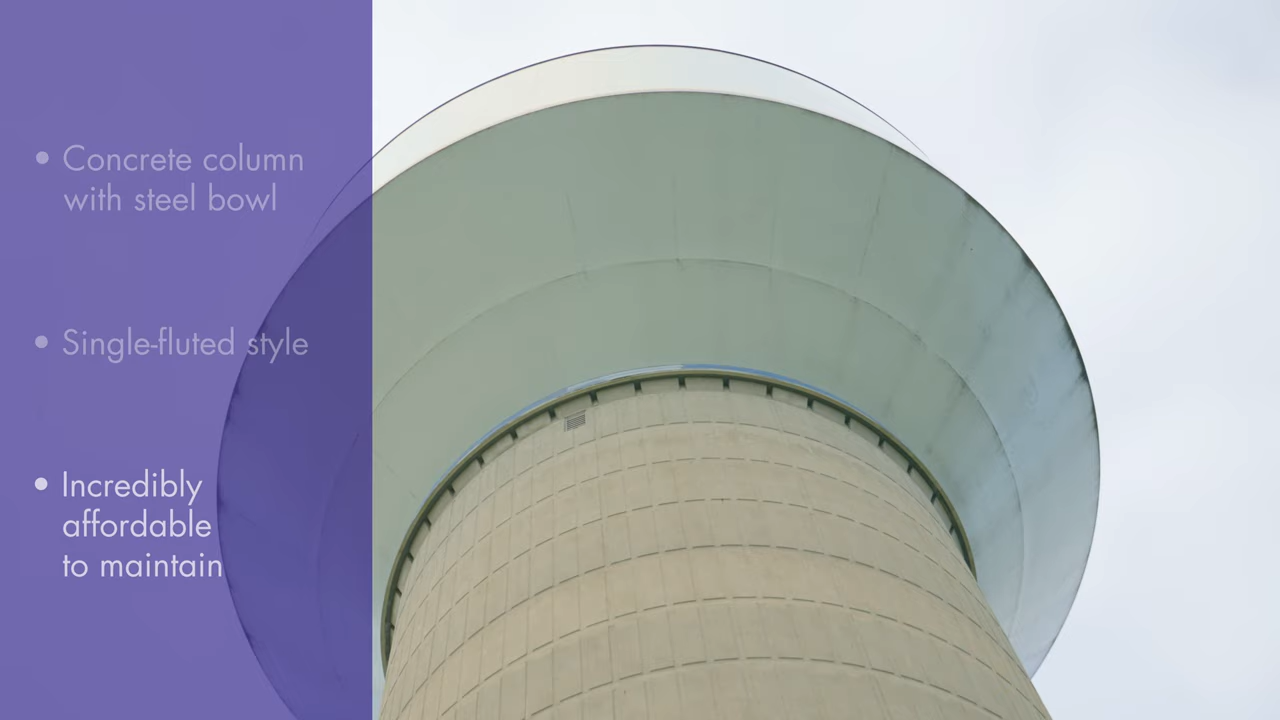 • Concrete column
with steel bowl
• Single-fluted style
• Incredibly
affordable
to maintain